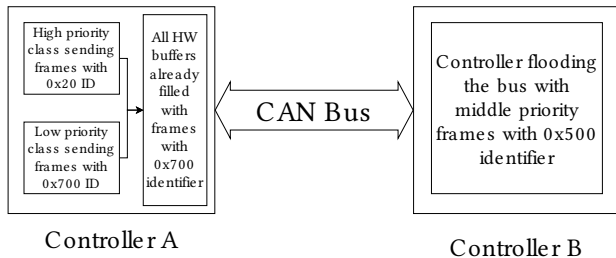 High priority
class sending
frames with
0x20 ID
Low priority
class sending
frames with
0x700 ID
All HW
buffers
already
filled
with
frames
with
0x700
identifier
CAN Bus
Controller flooding
the bus with
middle priority
frames with 0x500
identifier
Controller A
Controller B